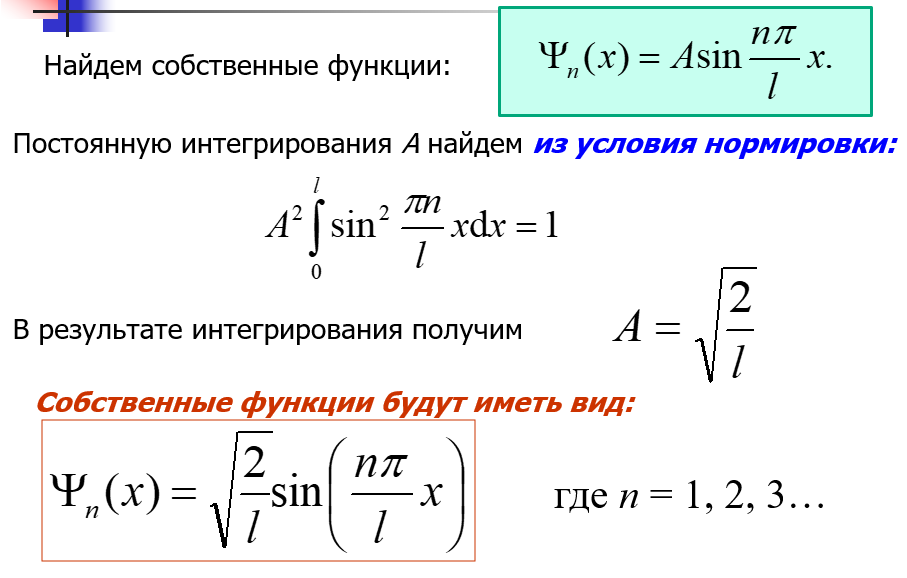 Найдем собственные функции:
Ψₙ(x) = A sin (nπ/l) x.
Постоянную интегрирования A найдем из условия нормировки:
A² ∫₀ˡ sin² (πn/l) xdx = 1
В результате интегрирования получим
A = √(2/l)
Собственные функции будут иметь вид:
Ψₙ(x) = √(2/l) sin((nπ/l) x)
где n = 1, 2, 3…